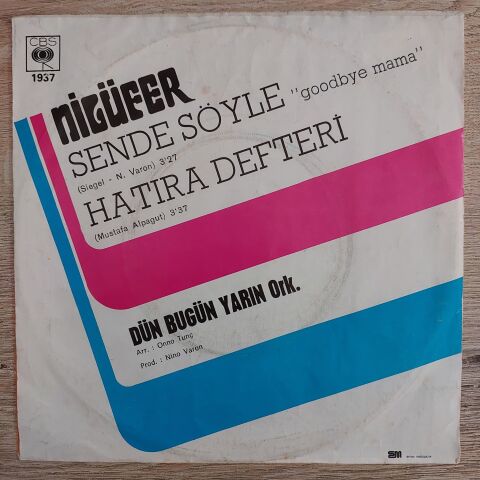 CBS
1937
NİLÜFER
SENDE SÖYLE "goodbye mama"
(Siegel - N. Varon) 3'27
HATIRA DEFTERİ
(Mustafa Alpagut) 3'37
DÜN BUGÜN YARIN Ork.
Arr. : Onno Tunç
Prod. : Nino Varon